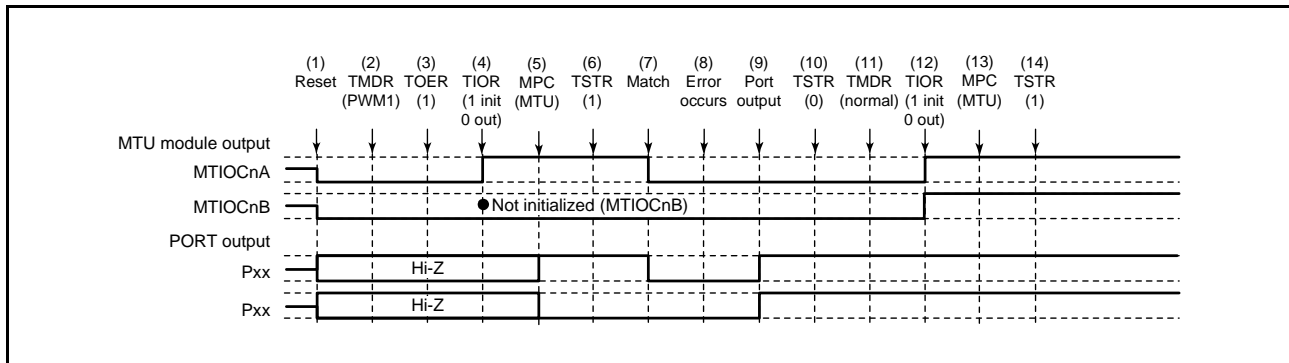 (1) (2) (3) (4) (5) (6) (7) (8) (9) (10) (11) (12) (13) (14)
Reset TMDR TOER TIOR MPC TSTR Match Error Port TSTR TMDR TIOR MPC TSTR
(PWM1) (1) (1 init (MTU) (1) occurs output (0) (normal) (1 init (MTU) (1)
0 out) 0 out)
MTU module output
MTIOCnA
MTIOCnB Not initialized (MTIOCnB)
PORT output
Pxx Hi-Z
Pxx Hi-Z